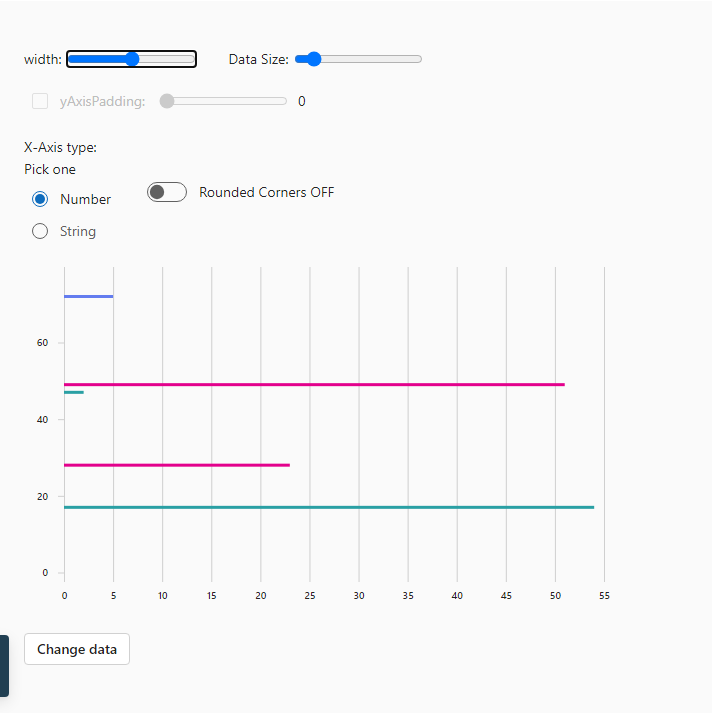 width: Data Size:
yAxisPadding: 0
X-Axis type:
Pick one
Number
Rounded Corners OFF
String
60
40
20
0
0 5 10 15 20 25 30 35 40 45 50 55
Change data